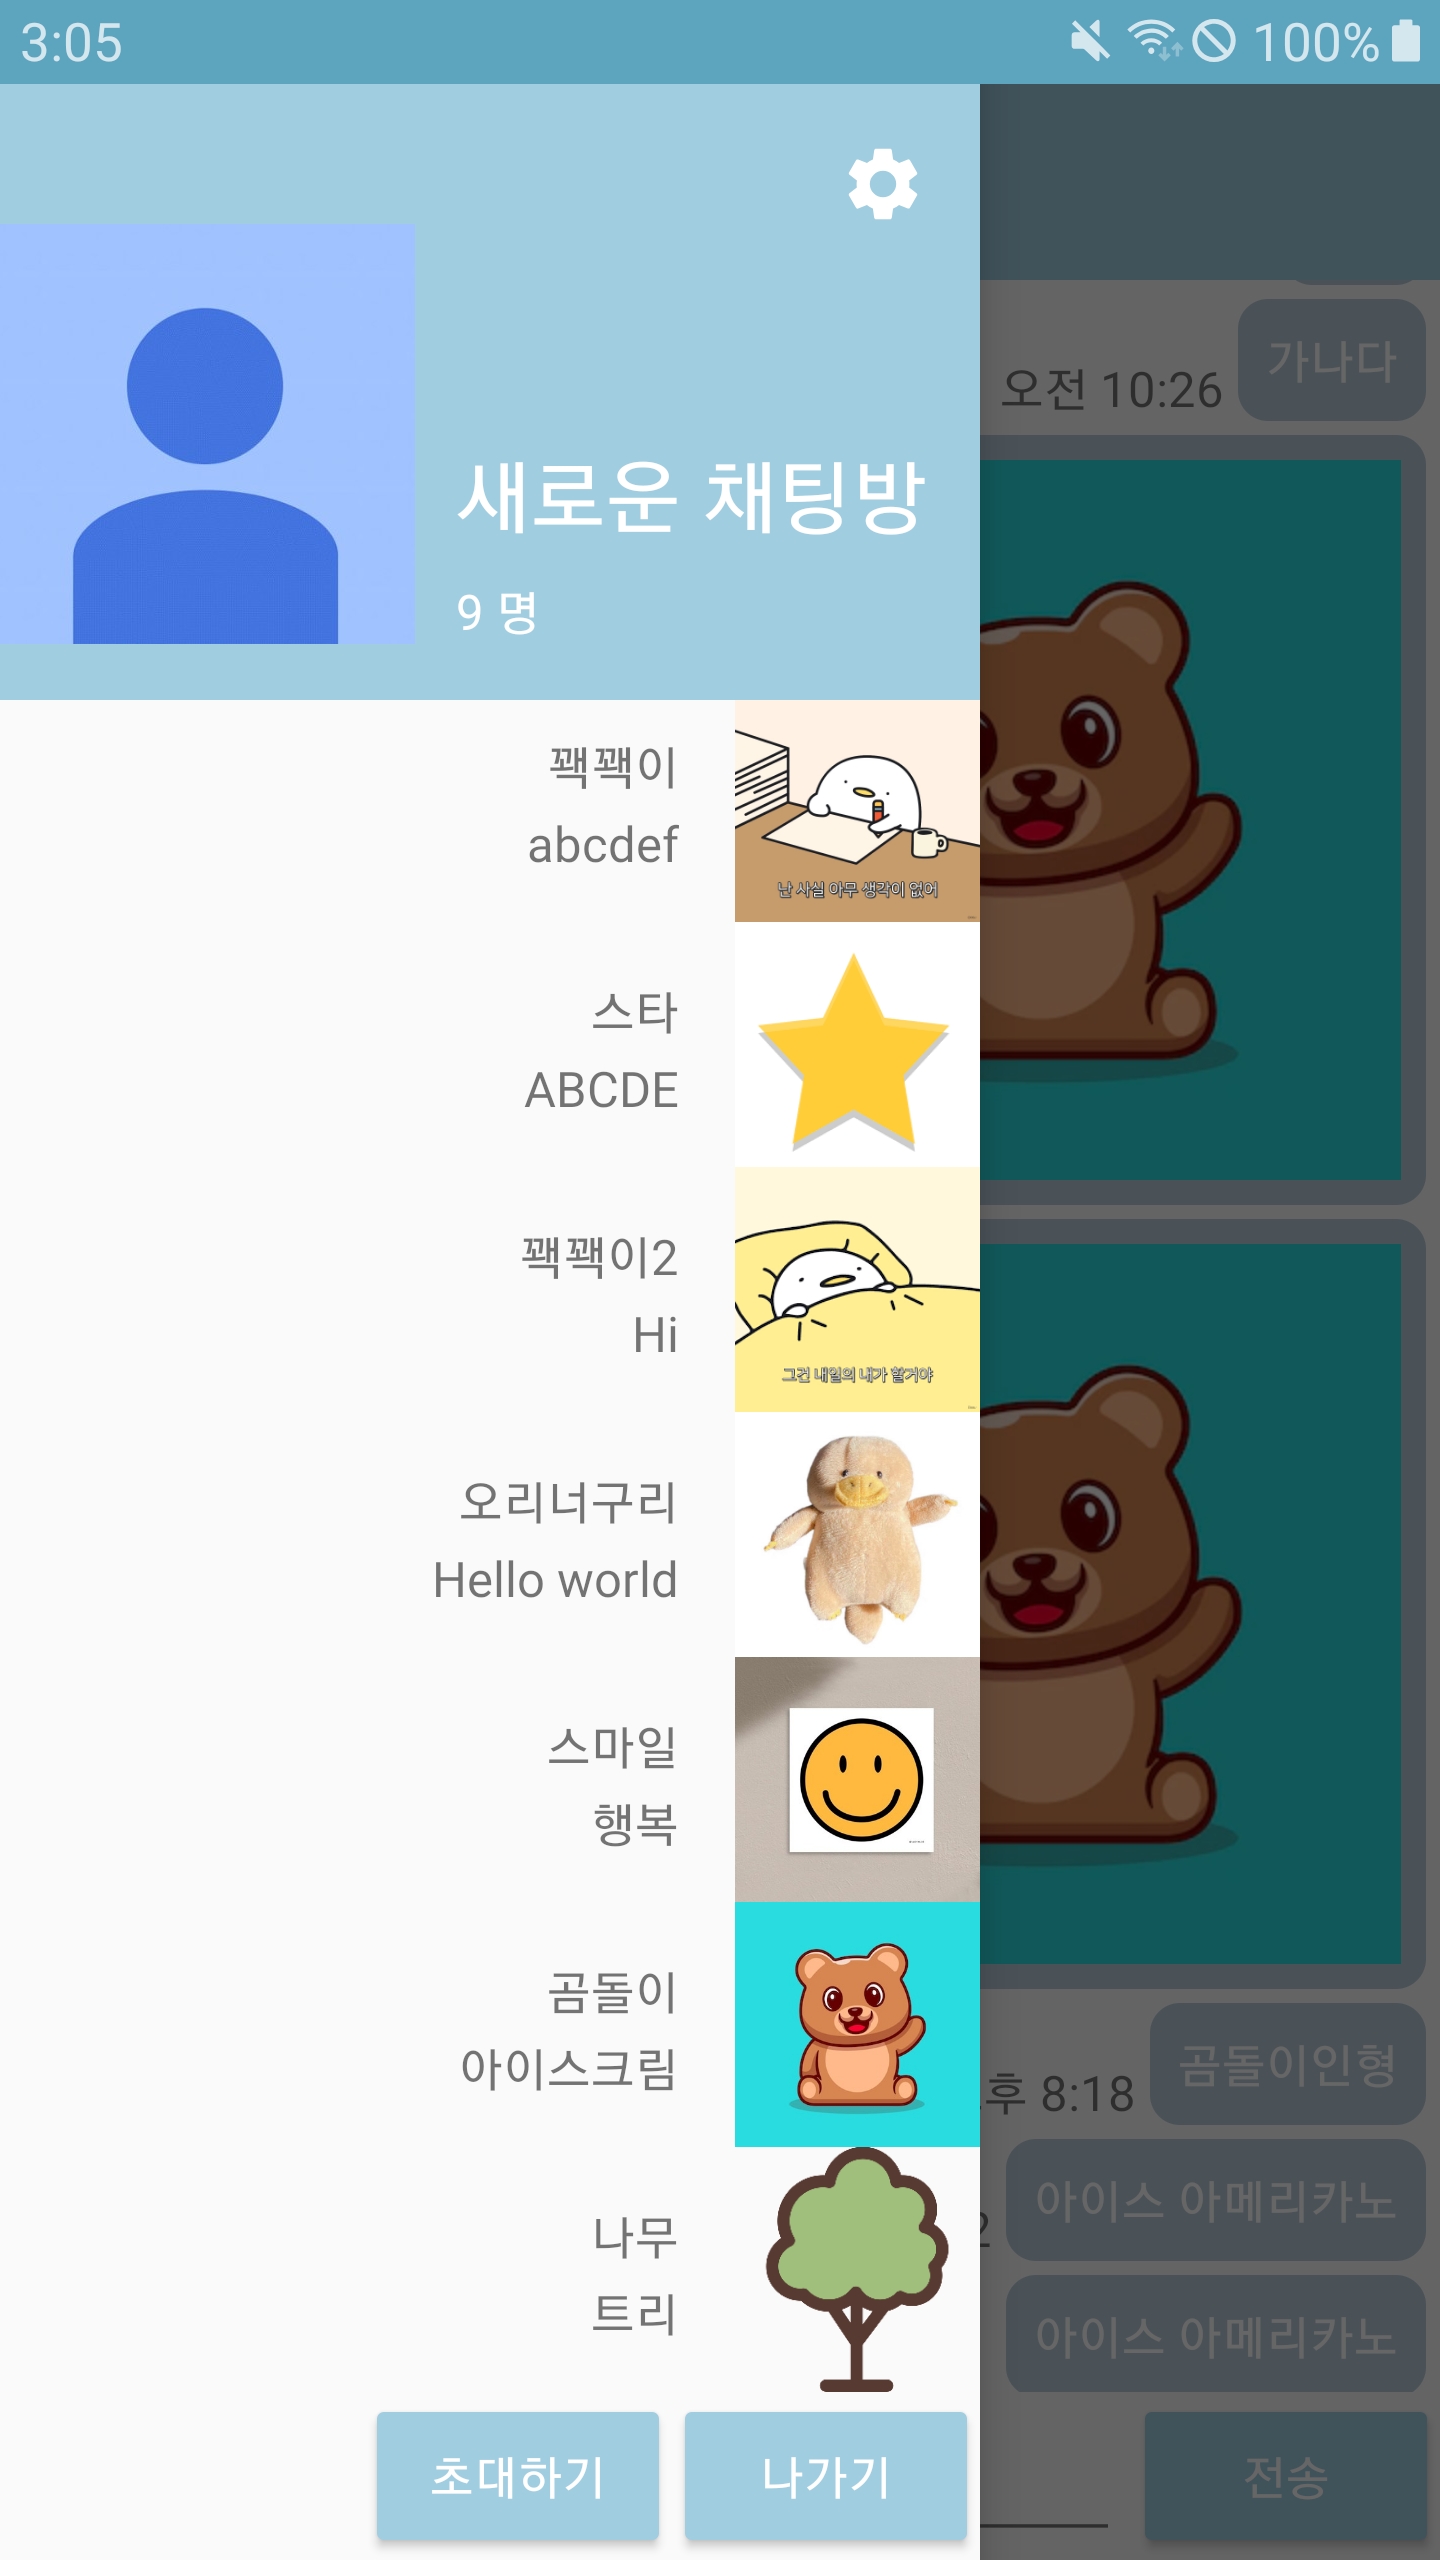 3:05
100%
새로운 채팅방
9 명
꽥꽥이
abcdef
난 사실 아무 생각이 없어
스타
ABCDE
꽥꽥이2
Hi
그건 내일의 내가 할거야
오리너구리
Hello world
스마일
행복
곰돌이
아이스크림
나무
트리
초대하기
나가기
가나다
오전 10:26
곰돌이인형
후 8:18
아이스 아메리카노
2
아이스 아메리카노
전송